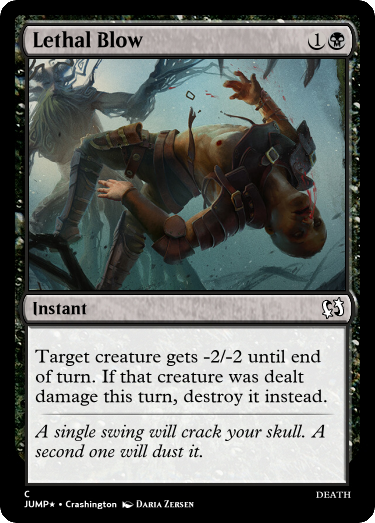 Lethal Blow 1
Instant
Target creature gets -2/-2 until end
of turn. If that creature was dealt
damage this turn, destroy it instead.
A single swing will crack your skull. A
second one will dust it.
C
DEATH
JUMP★ • Crashington Daria Zersen